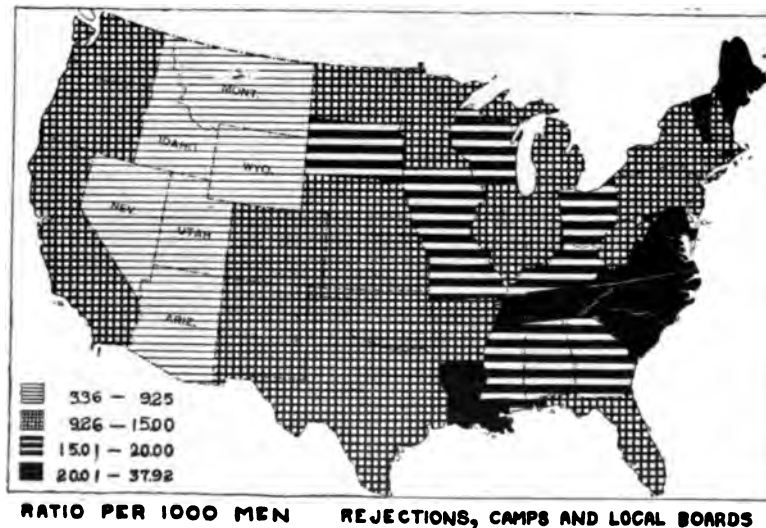 MONT.
IDAHO
WYO.
NEV.
UTAH
ARIZ.
3.36 – 9.25
9.26 – 15.00
15.01 – 20.00
20.01 – 37.92
RATIO PER 1000 MEN REJECTIONS, CAMPS AND LOCAL BOARDS